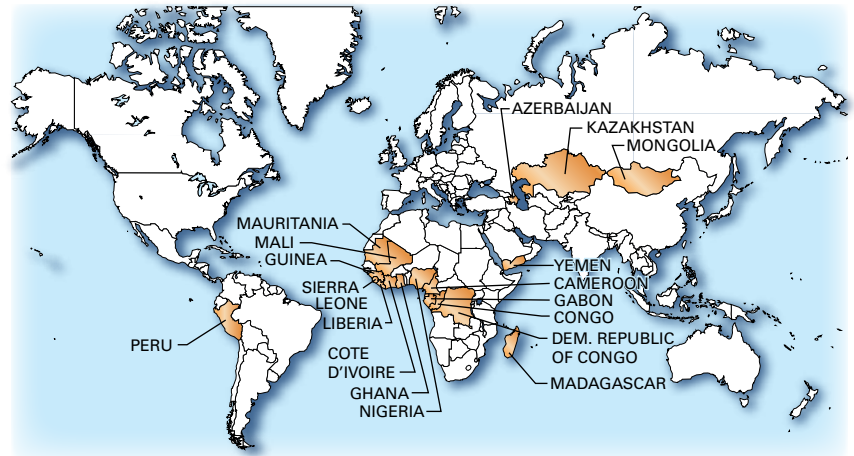 AZERBAIJAN
KAZAKHSTAN
MONGOLIA
MAURITANIA
MALI
GUINEA
SIERRA
LEONE
LIBERIA
YEMEN
CAMEROON
GABON
CONGO
DEM. REPUBLIC
OF CONGO
MADAGASCAR
PERU
COTE
D'IVOIRE
GHANA
NIGERIA